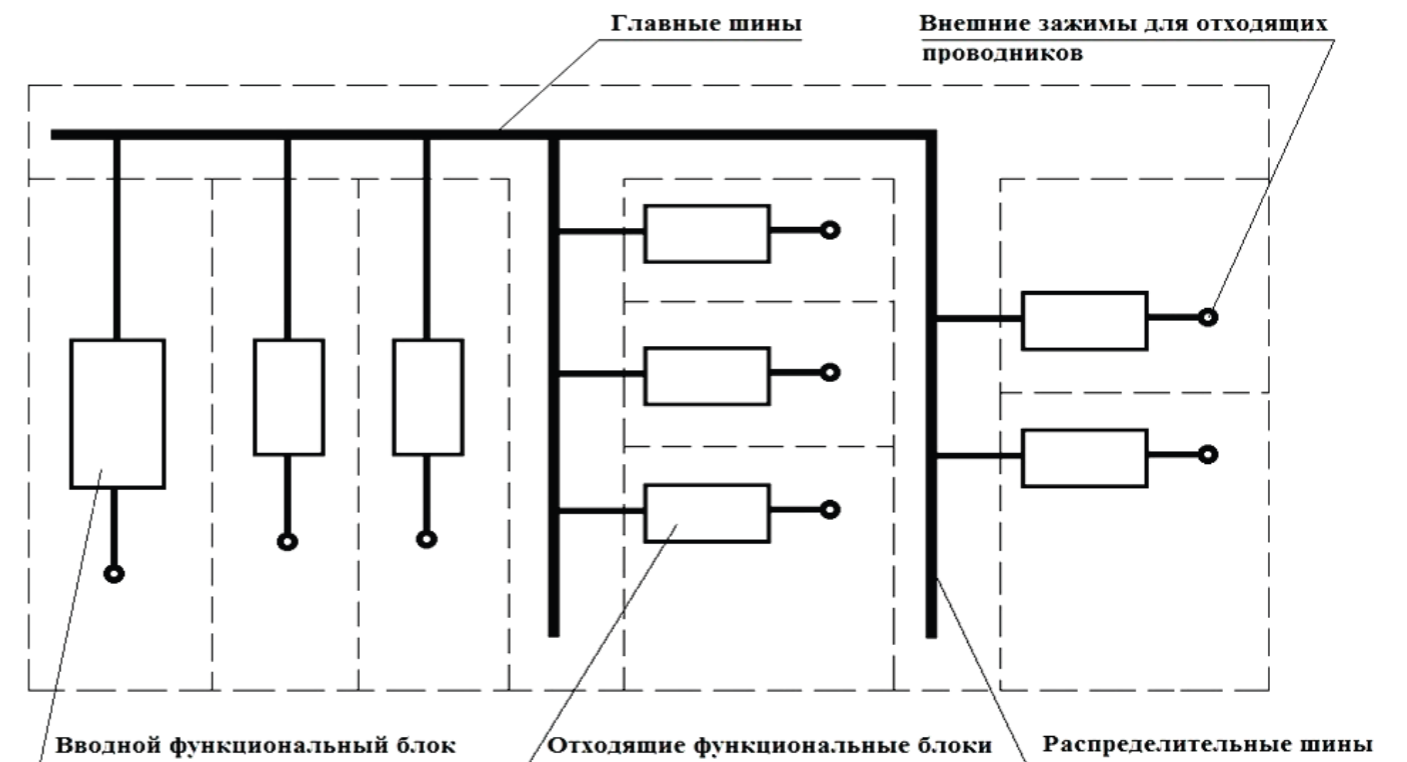 Главные шины
Внешние зажимы для отходящих
проводников
Вводной функциональный блок
Отходящие функциональные блоки
Распределительные шины